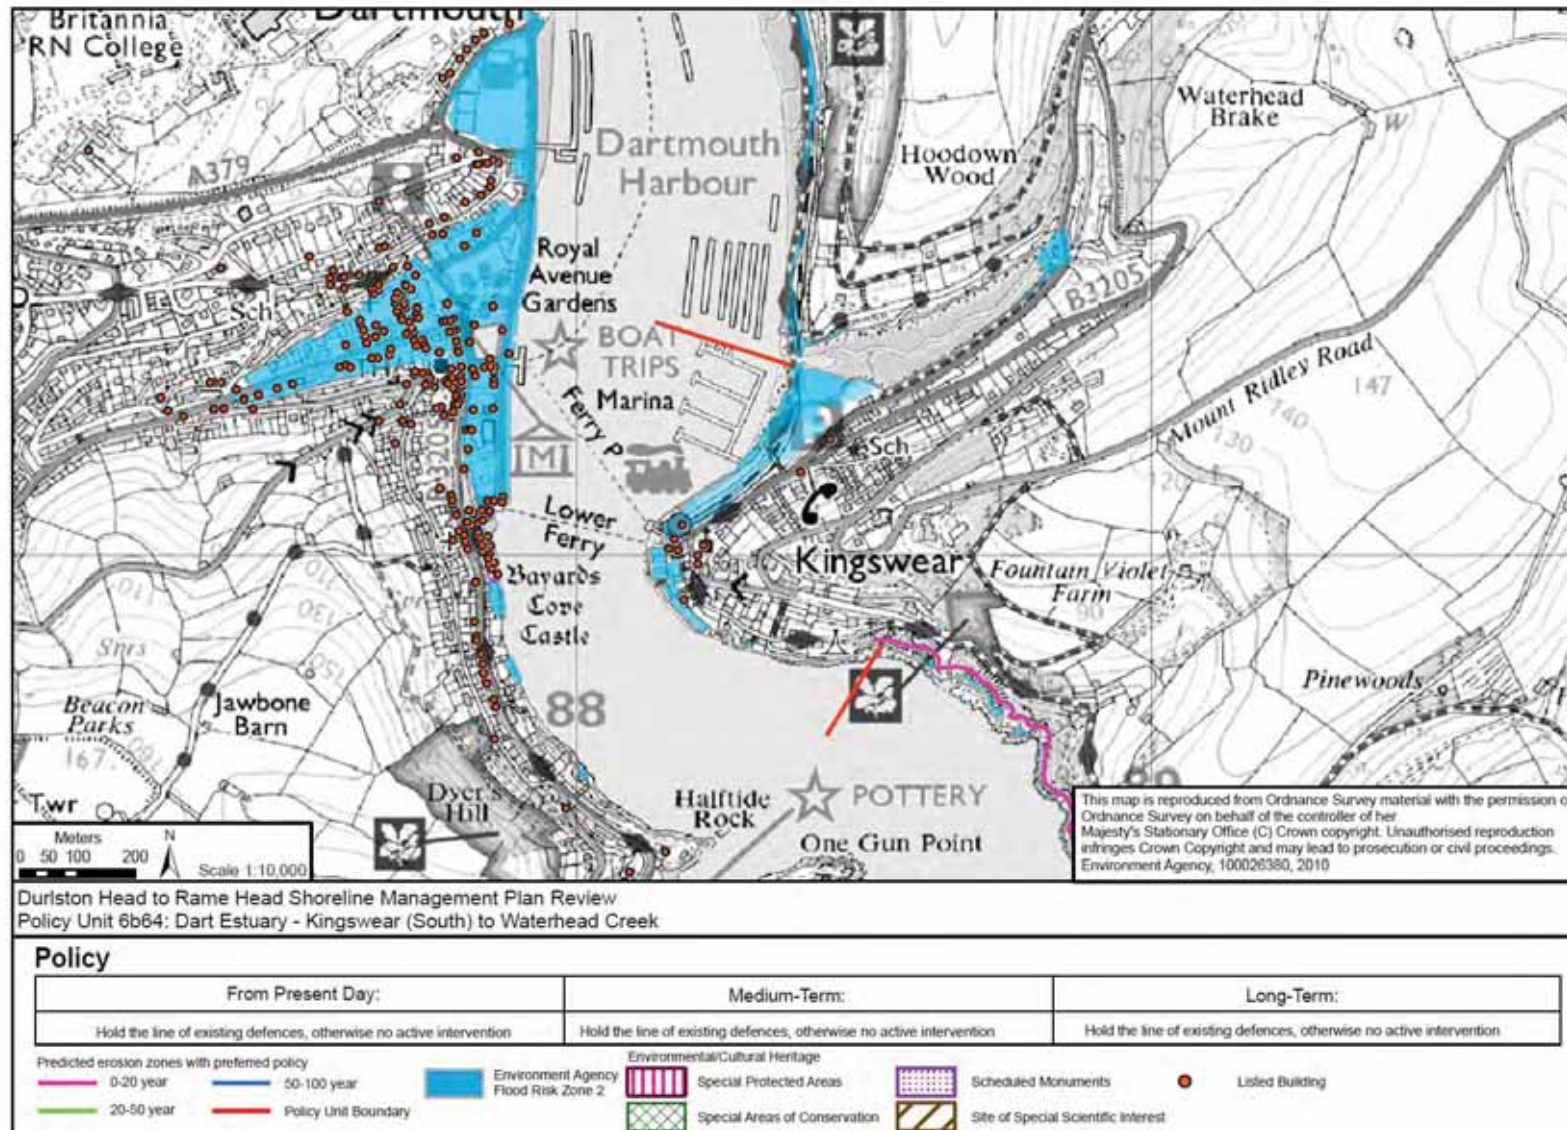 Britannia
RN College
Dartmouth
A379
Sch
Dartmouth
Harbour
Royal
Avenue
Gardens
BOAT
TRIPS
Marina
Ferry P
Lower
Ferry
Bayards
Cove
Castle
Hoodown
Wood
Waterhead
Brake
W
B3205
Mount Ridley Road
147
140
130
Sch
Kingswear
Fountain Violet
Farm
90
Pinewoods
M
110
130
110
150
Snrs
Beacon
Parks
Jawbone
Barn
160
167
Twr
88
89
Dyer's
Hill
Halftide
Rock
POTTERY
One Gun Point
Meters
N
0 50 100 200
Scale 1:10,000
This map is reproduced from Ordnance Survey material with the permission o
Ordnance Survey on behalf of the controller of her
Majesty's Stationary Office (C) Crown copyright. Unauthorised reproduction
infringes Crown Copyright and may lead to prosecution or civil proceedings.
Environment Agency, 100026380, 2010
Durlston Head to Rame Head Shoreline Management Plan Review
Policy Unit 6b64: Dart Estuary - Kingswear (South) to Waterhead Creek
Policy
From Present Day:
Medium-Term:
Long-Term:
Hold the line of existing defences, otherwise no active intervention
Hold the line of existing defences, otherwise no active intervention
Hold the line of existing defences, otherwise no active intervention
Predicted erosion zones with preferred policy
0-20 year
50-100 year
20-50 year
Policy Unit Boundary
Environment Agency
Flood Risk Zone 2
Environmental/Cultural Heritage
Special Protected Areas
Scheduled Monuments
Listed Building
Special Areas of Conservation
Site of Special Scientific Interest